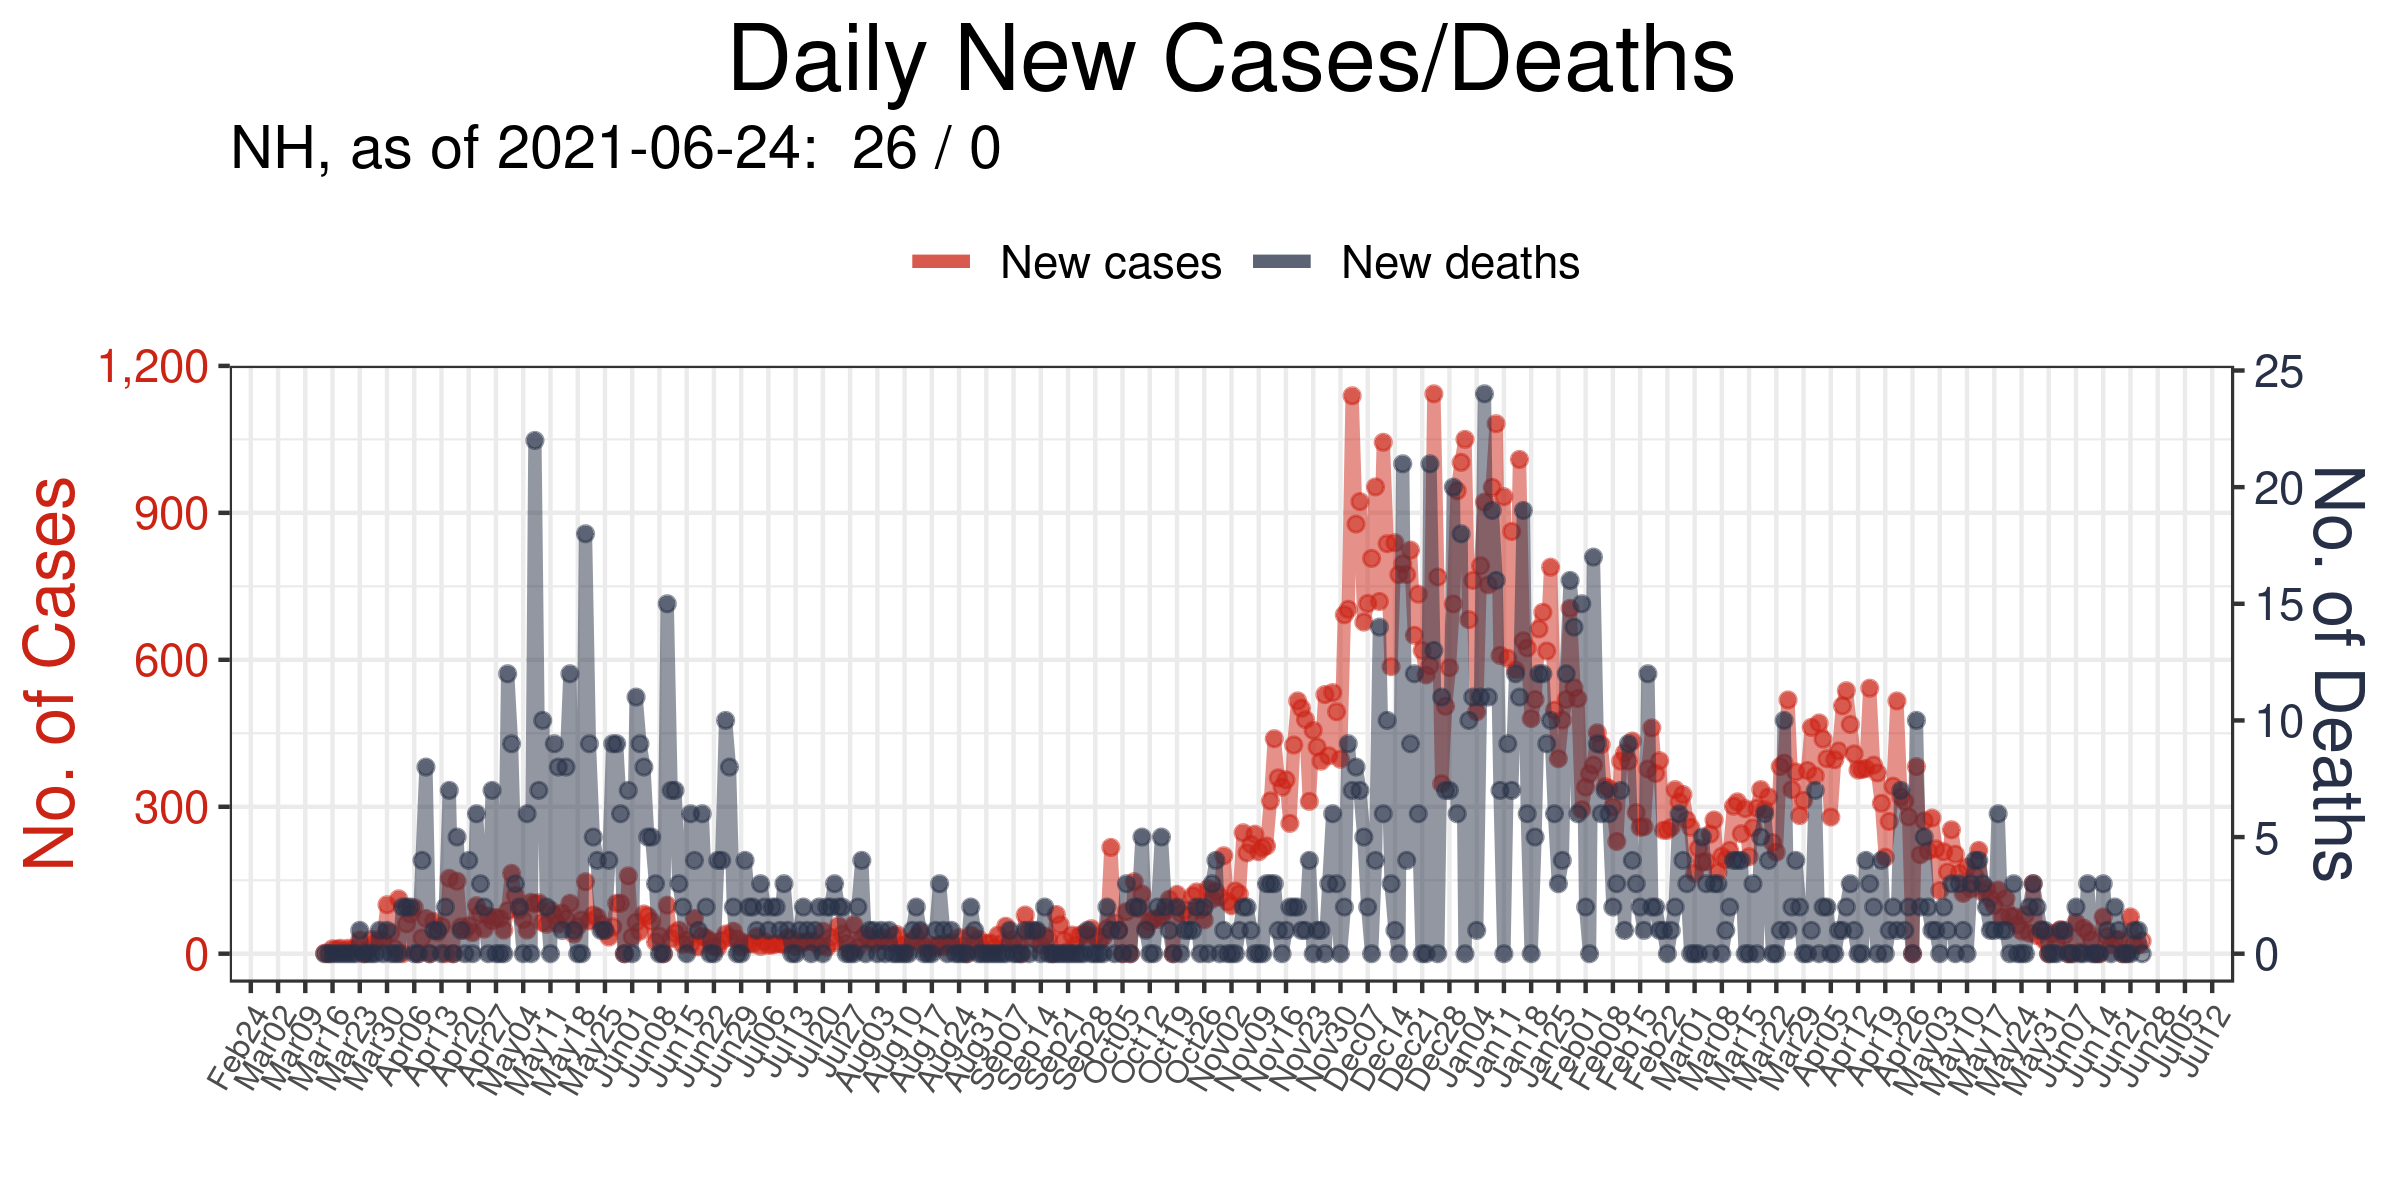 Daily New Cases/Deaths
NH, as of 2021-06-24:  26 / 0
New cases
New deaths
No. of Cases
1,200
900
600
300
0
25
20
15
10
5
0
No. of Deaths
Feb24
Mar02
Mar09
Mar16
Mar23
Mar30
Apr06
Apr13
Apr20
Apr27
May04
May11
May18
May25
Jun01
Jun08
Jun15
Jun22
Jun29
Jul06
Jul13
Jul20
Jul27
Aug03
Aug10
Aug17
Aug24
Aug31
Sep07
Sep14
Sep21
Sep28
Oct05
Oct12
Oct19
Oct26
Nov02
Nov09
Nov16
Nov23
Nov30
Dec07
Dec14
Dec21
Dec28
Jan04
Jan11
Jan18
Jan25
Feb01
Feb08
Feb15
Feb22
Mar01
Mar08
Mar15
Mar22
Mar29
Apr05
Apr12
Apr19
Apr26
May03
May10
May17
May24
May31
Jun07
Jun14
Jun21
Jun28
Jul05
Jul12